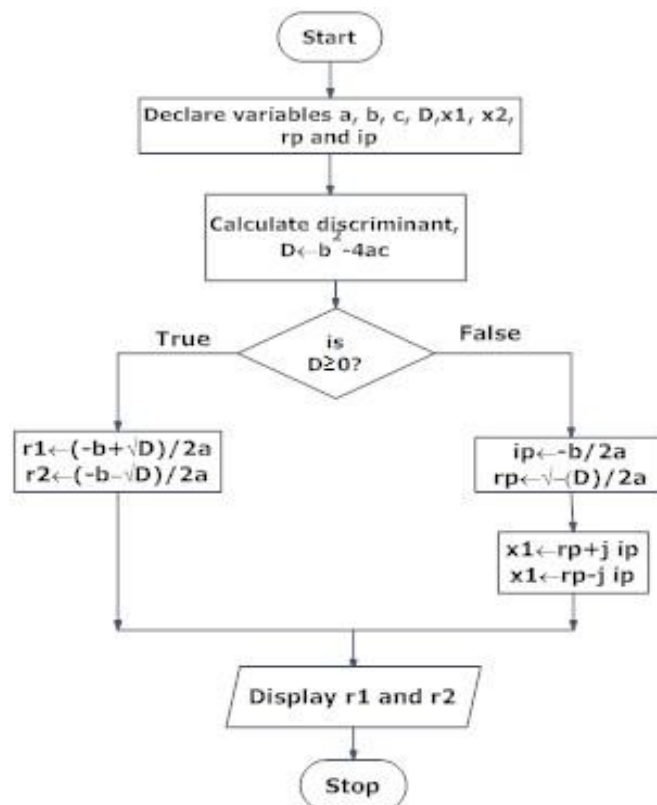 Start
Declare variables a, b, c, D,x1, x2,
rp and ip
Calculate discriminant,
D←b²-4ac
is
D≥0?
True
False
r1←(-b+√D)/2a
r2←(-b-√D)/2a
ip←-b/2a
rp←√-(D)/2a
x1←rp+j ip
x1←rp-j ip
Display r1 and r2
Stop